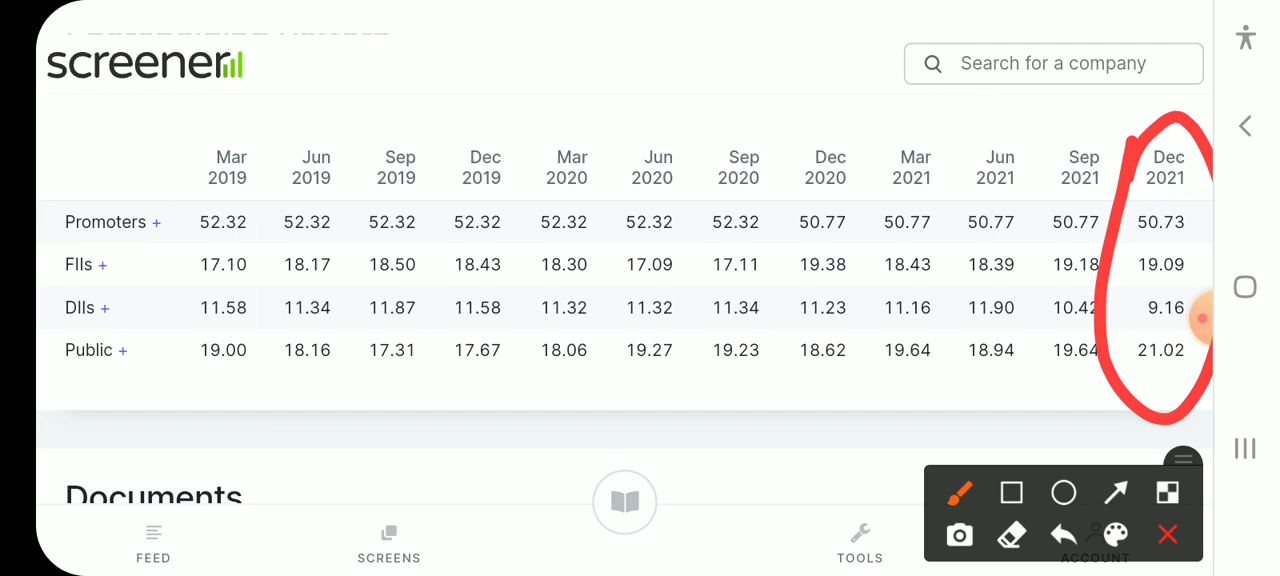 screener
Search for a company
Mar 2019 Jun 2019 Sep 2019 Dec 2019 Mar 2020 Jun 2020 Sep 2020 Dec 2020 Mar 2021 Jun 2021 Sep 2021 Dec 2021
Promoters + 52.32 52.32 52.32 52.32 52.32 52.32 52.32 50.77 50.77 50.77 50.77 50.73
FIIs + 17.10 18.17 18.50 18.43 18.30 17.09 17.11 19.38 18.43 18.39 19.18 19.09
DIIs + 11.58 11.34 11.87 11.58 11.32 11.32 11.34 11.23 11.16 11.90 10.42 9.16
Public + 19.00 18.16 17.31 17.67 18.06 19.27 19.23 18.62 19.64 18.94 19.64 21.02
Documents
FEED SCREENS TOOLS ACCOUNT